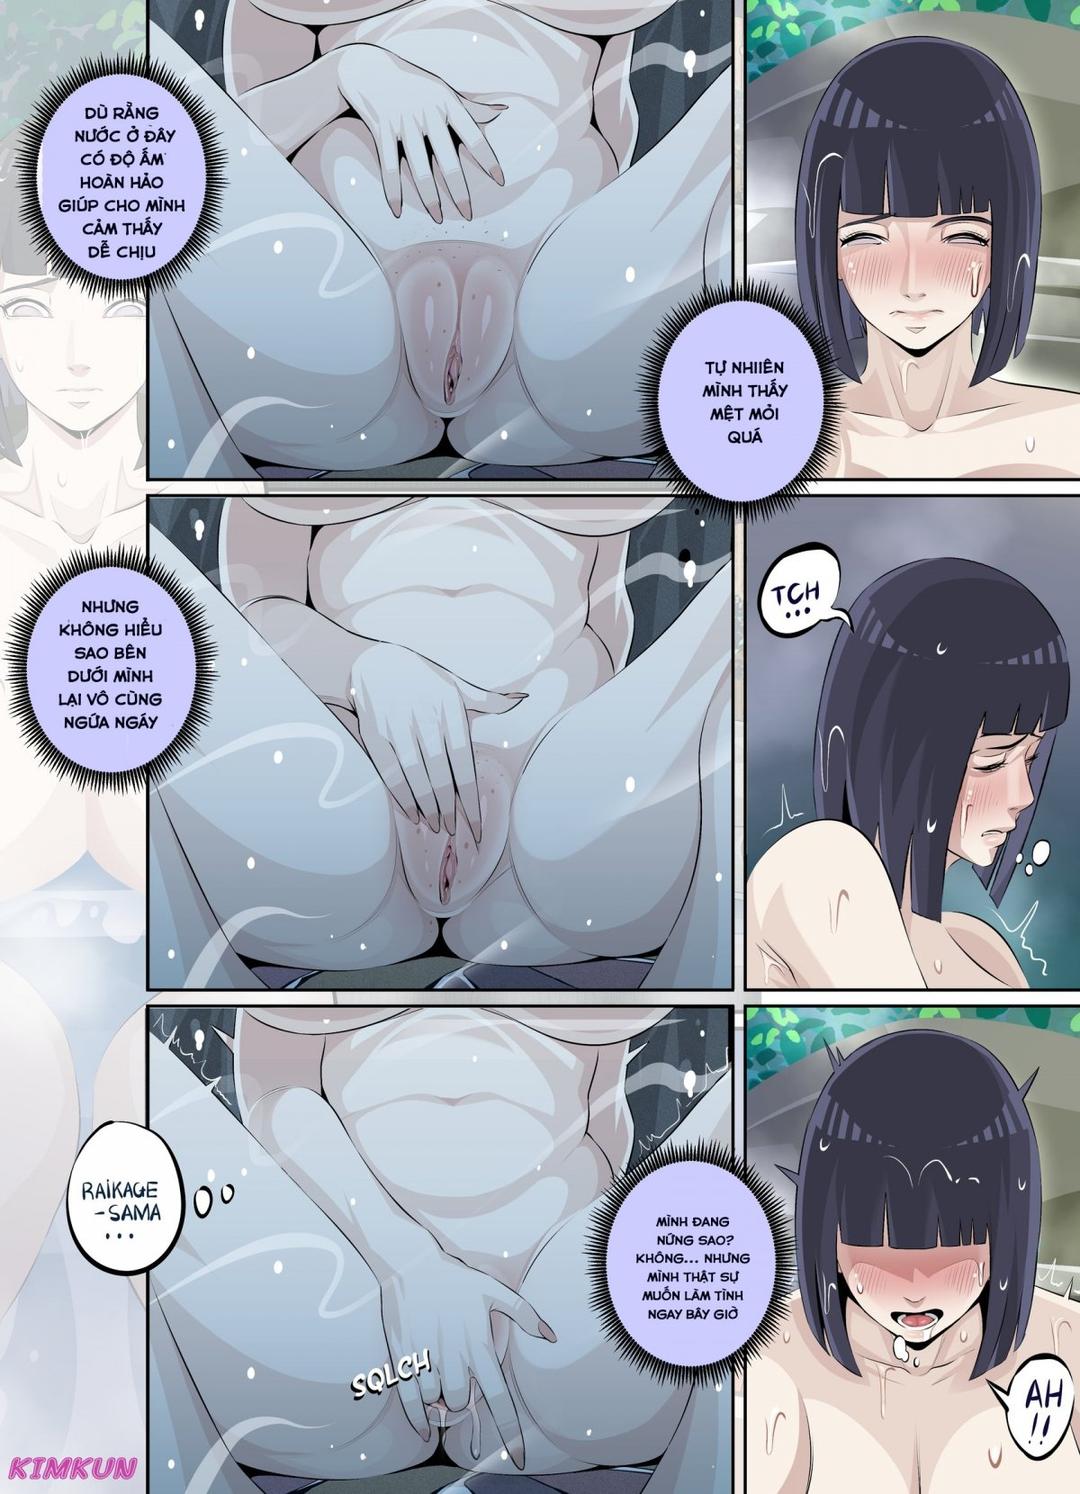 DÙ RẰNG
NƯỚC Ở ĐÂY
CÓ ĐỘ ẤM
HOÀN HẢO
GIÚP CHO MÌNH
CẢM THẤY
DỄ CHỊU
TỰ NHIIÊN
MÌNH THẤY
MỆT MỎI
QUÁ
NHƯNG
KHÔNG HIỂU
SAO BÊN
DƯỚI MÌNH
LẠI VÔ CÙNG
NGỨA NGÁY
TCH
...
RAIKAGE
-SAMA
...
MÌNH ĐANG
NỨNG SAO?
KHÔNG... NHƯNG
MÌNH THẬT SỰ
MUỐN LÀM TÌNH
NGAY BÂY GIỜ
SQLCH
AH
!!
KIMKUN